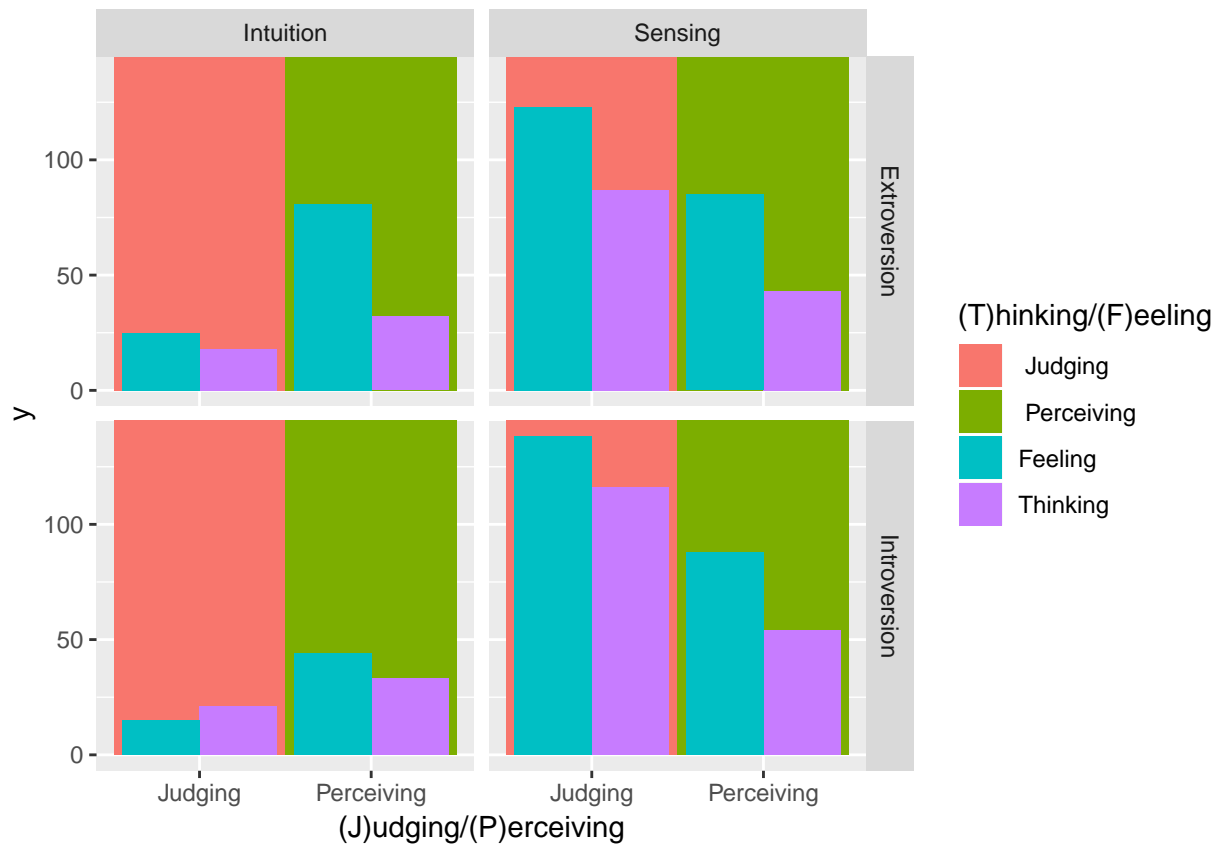 Intuition
Sensing
Extroversion
100
50
0
y
Introversion
100
50
0
Judging
Perceiving
Judging
Perceiving
(J)udging/(P)erceiving
(T)hinking/(F)eeling
Judging
Perceiving
Feeling
Thinking